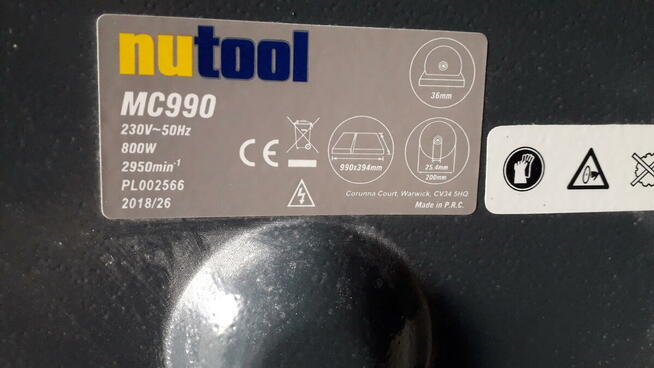 nutool
MC990
230V~50Hz
800W
2950min⁻¹
PL002566
2018/26
CE
36mm
990x394mm
25.4mm
200mm
Corunna Court, Warwick, CV34 5HQ
Made in P.R.C.